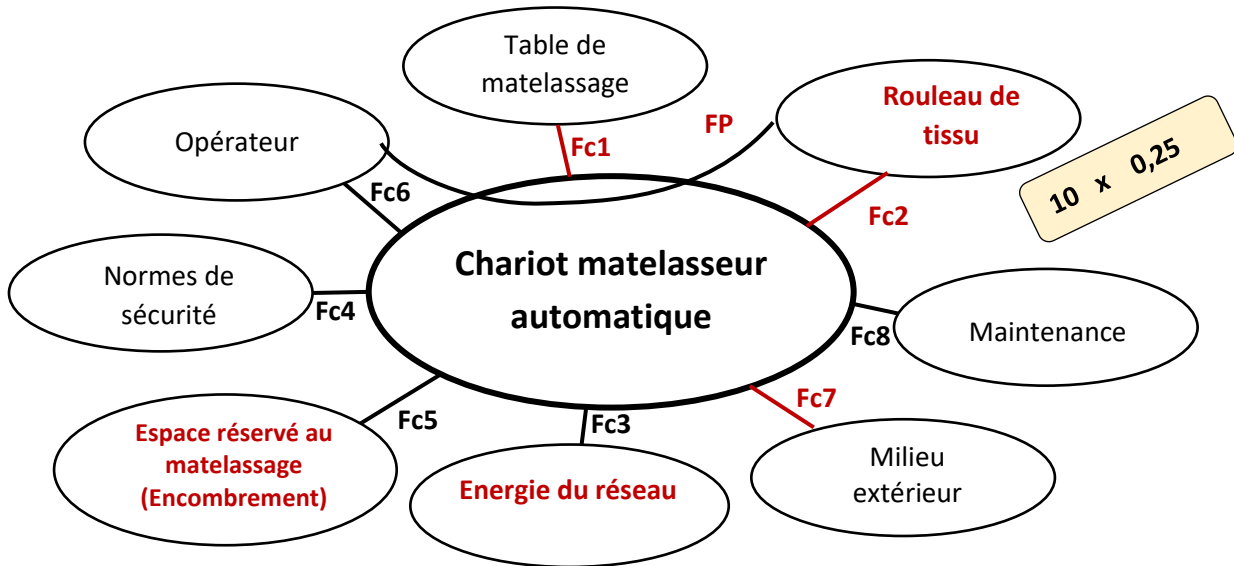 Table de
matelassage
Rouleau de
tissu
FP
Fc1
Opérateur
Fc6
Fc2
10 x 0,25
Chariot matelasseur
automatique
Normes de
sécurité
Fc4
Fc8
Maintenance
Fc5
Fc3
Fc7
Espace réservé au
matelassage
(Encombrement)
Energie du réseau
Milieu
extérieur